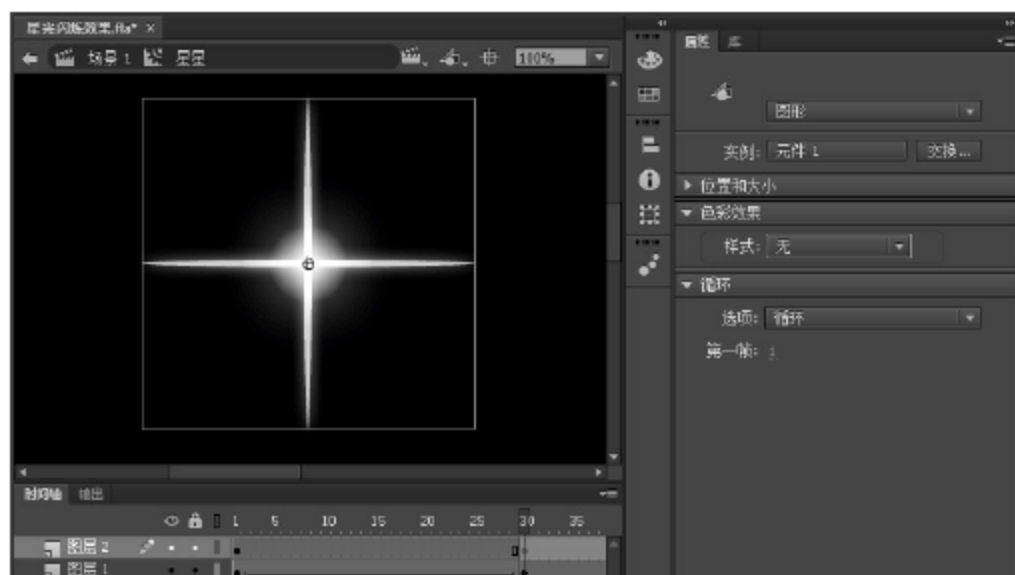 星光闪烁效果.fla* ×
场景 1 星星 100%
属性 库
图形
实例: 元件 1 交换...
位置和大小
色彩效果
样式: 无
循环
选项: 循环
第一帧: 1
时间轴 输出
1 5 10 15 20 25 30 35
图层 2
图层 1